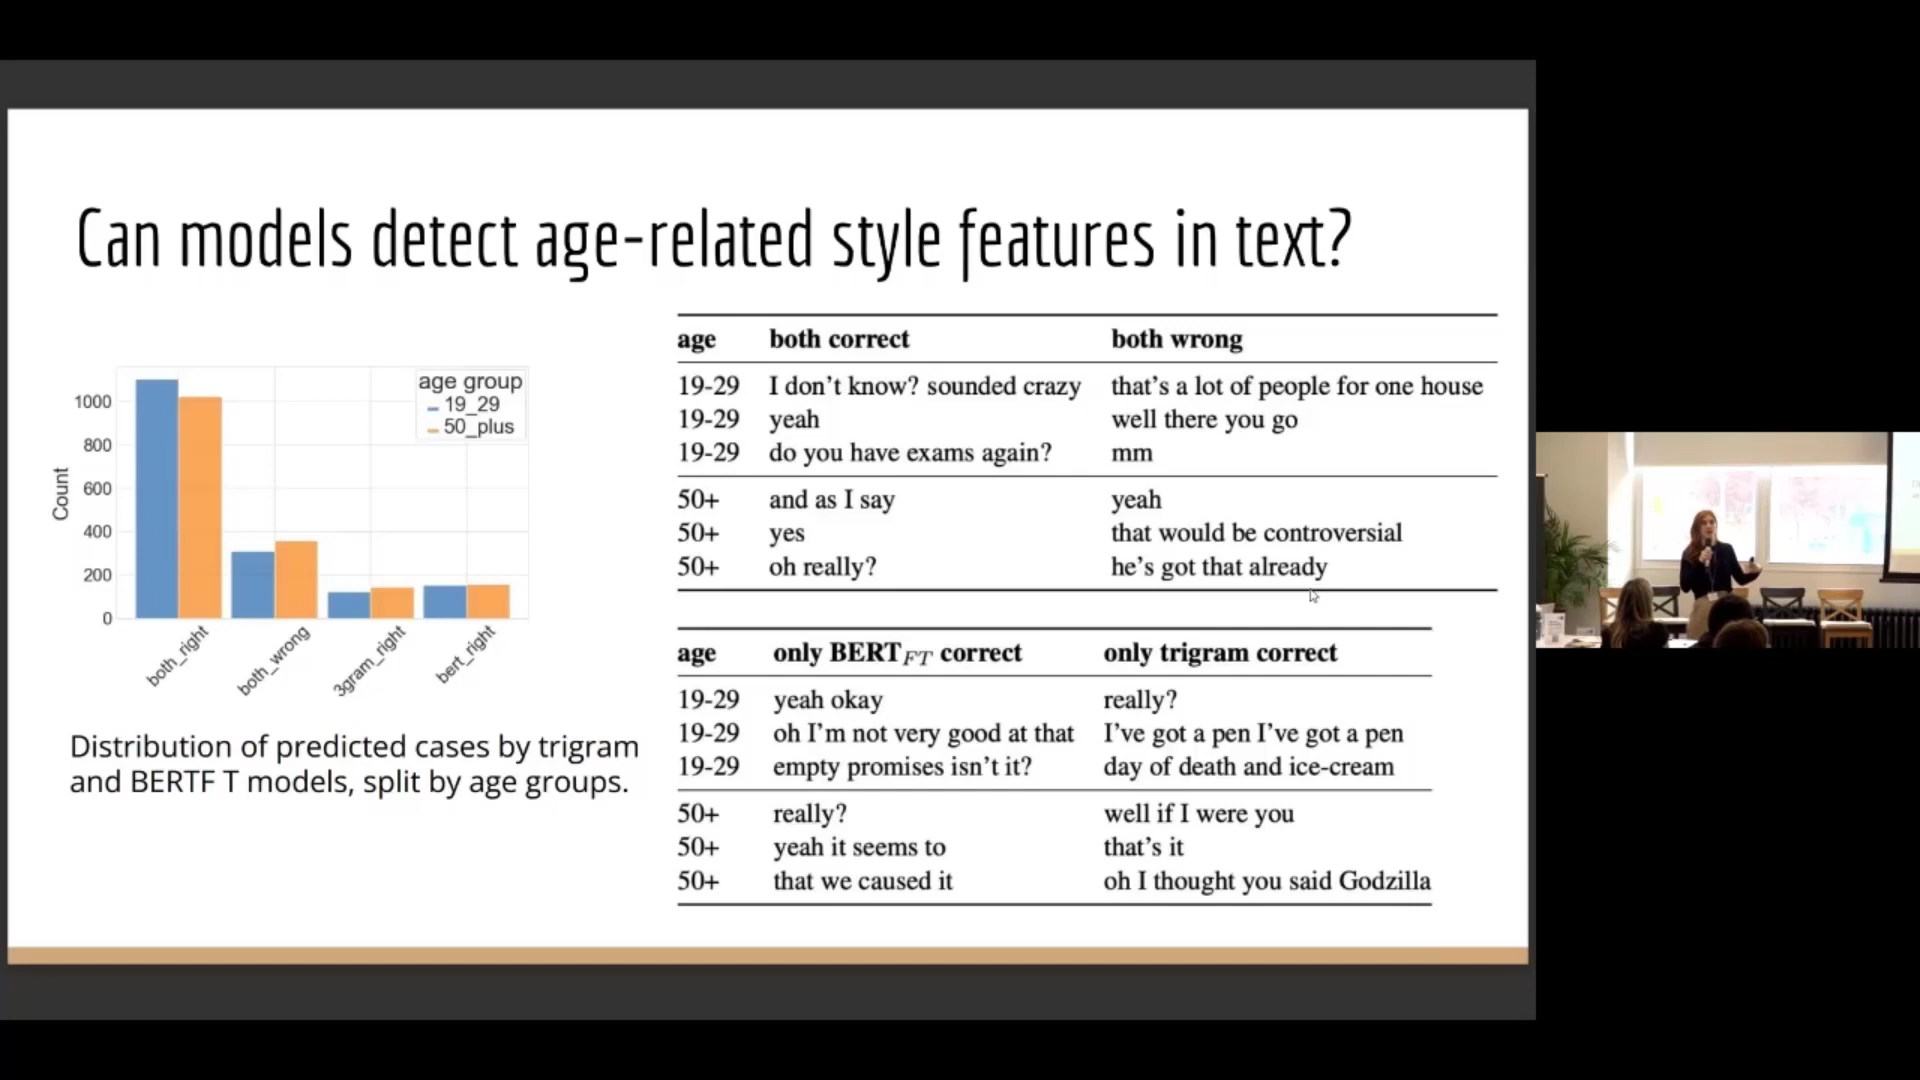 Can models detect age-related style features in text?
age group
19_29
50_plus
Count
1000
800
600
400
200
0
both_right
both_wrong
3gram_right
bert_right
Distribution of predicted cases by trigram
and BERTF T models, split by age groups.
age both correct both wrong
19-29 I don't know? sounded crazy that's a lot of people for one house
19-29 yeah well there you go
19-29 do you have exams again? mm
50+ and as I say yeah
50+ yes that would be controversial
50+ oh really? he's got that already
age only BERT_FT correct only trigram correct
19-29 yeah okay really?
19-29 oh I'm not very good at that I've got a pen I've got a pen
19-29 empty promises isn't it? day of death and ice-cream
50+ really? well if I were you
50+ yeah it seems to that's it
50+ that we caused it oh I thought you said Godzilla